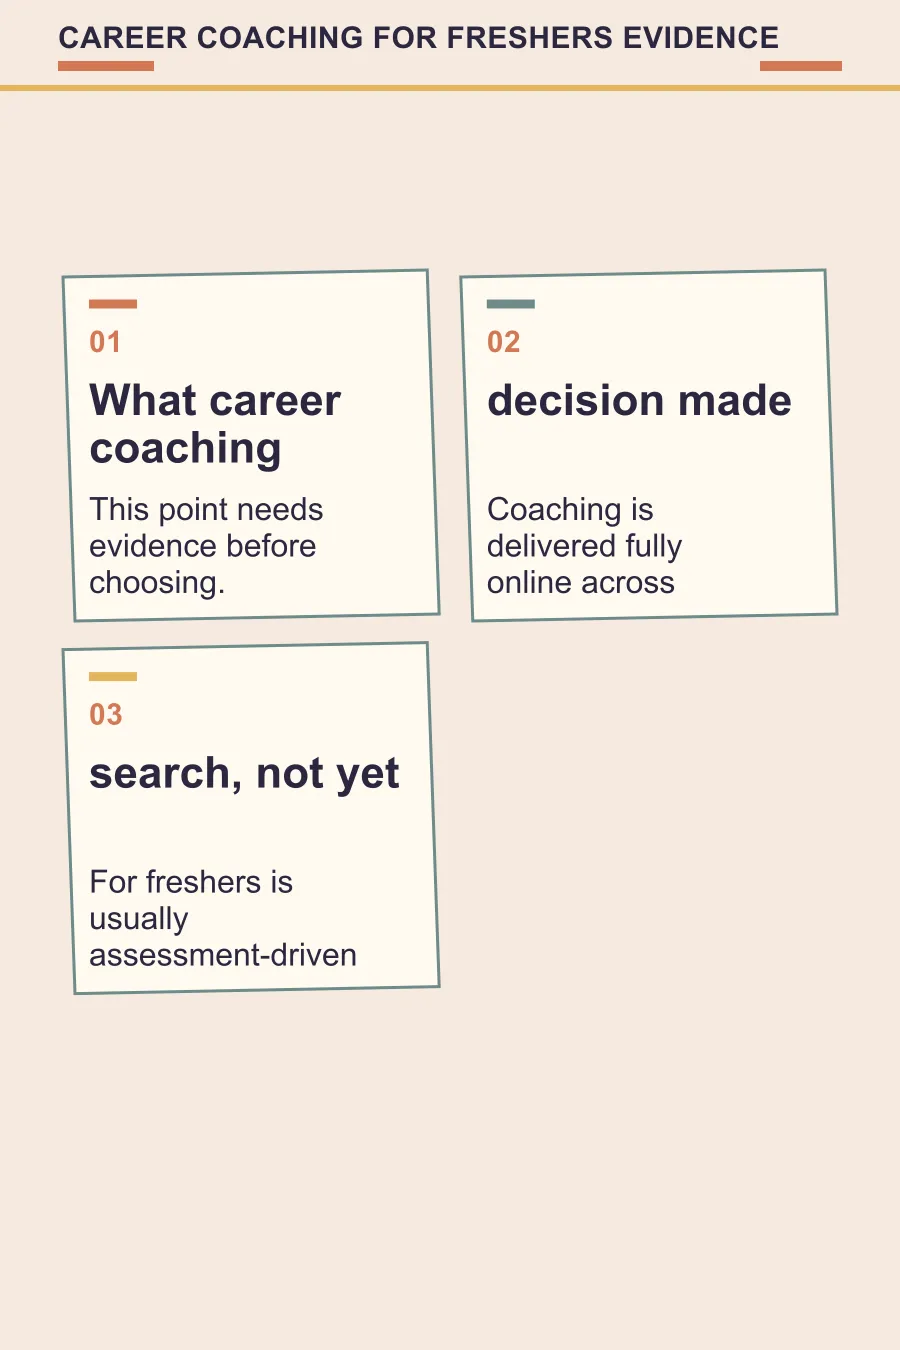 CAREER COACHING FOR FRESHERS EVIDENCE
01
What career
coaching
This point needs
evidence before
choosing.
02
decision made
Coaching is
delivered fully
online across
03
search, not yet
For freshers is
usually
assessment-driven